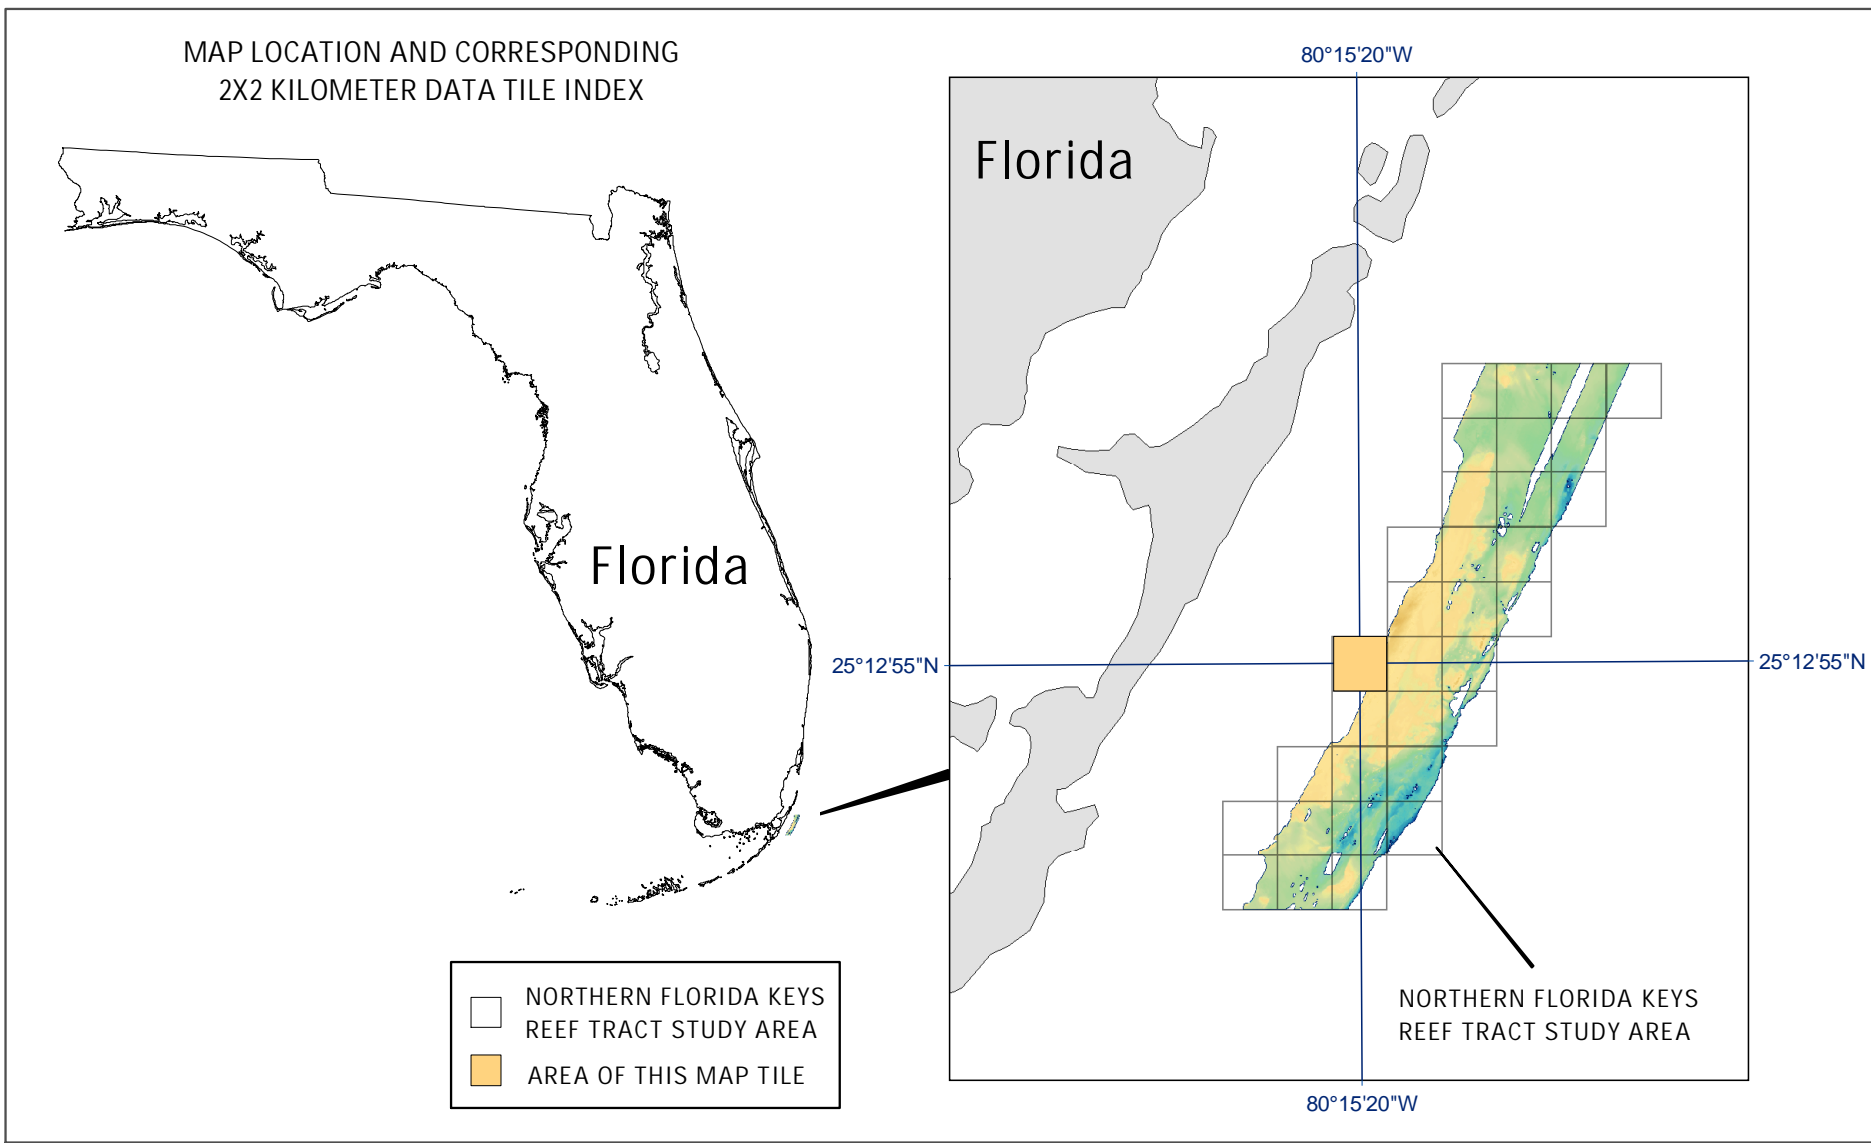 MAP LOCATION AND CORRESPONDING
2X2 KILOMETER DATA TILE INDEX
80°15'20"W
Florida
Florida
25°12'55"N
25°12'55"N
NORTHERN FLORIDA KEYS
REEF TRACT STUDY AREA
AREA OF THIS MAP TILE
NORTHERN FLORIDA KEYS
REEF TRACT STUDY AREA
80°15'20"W